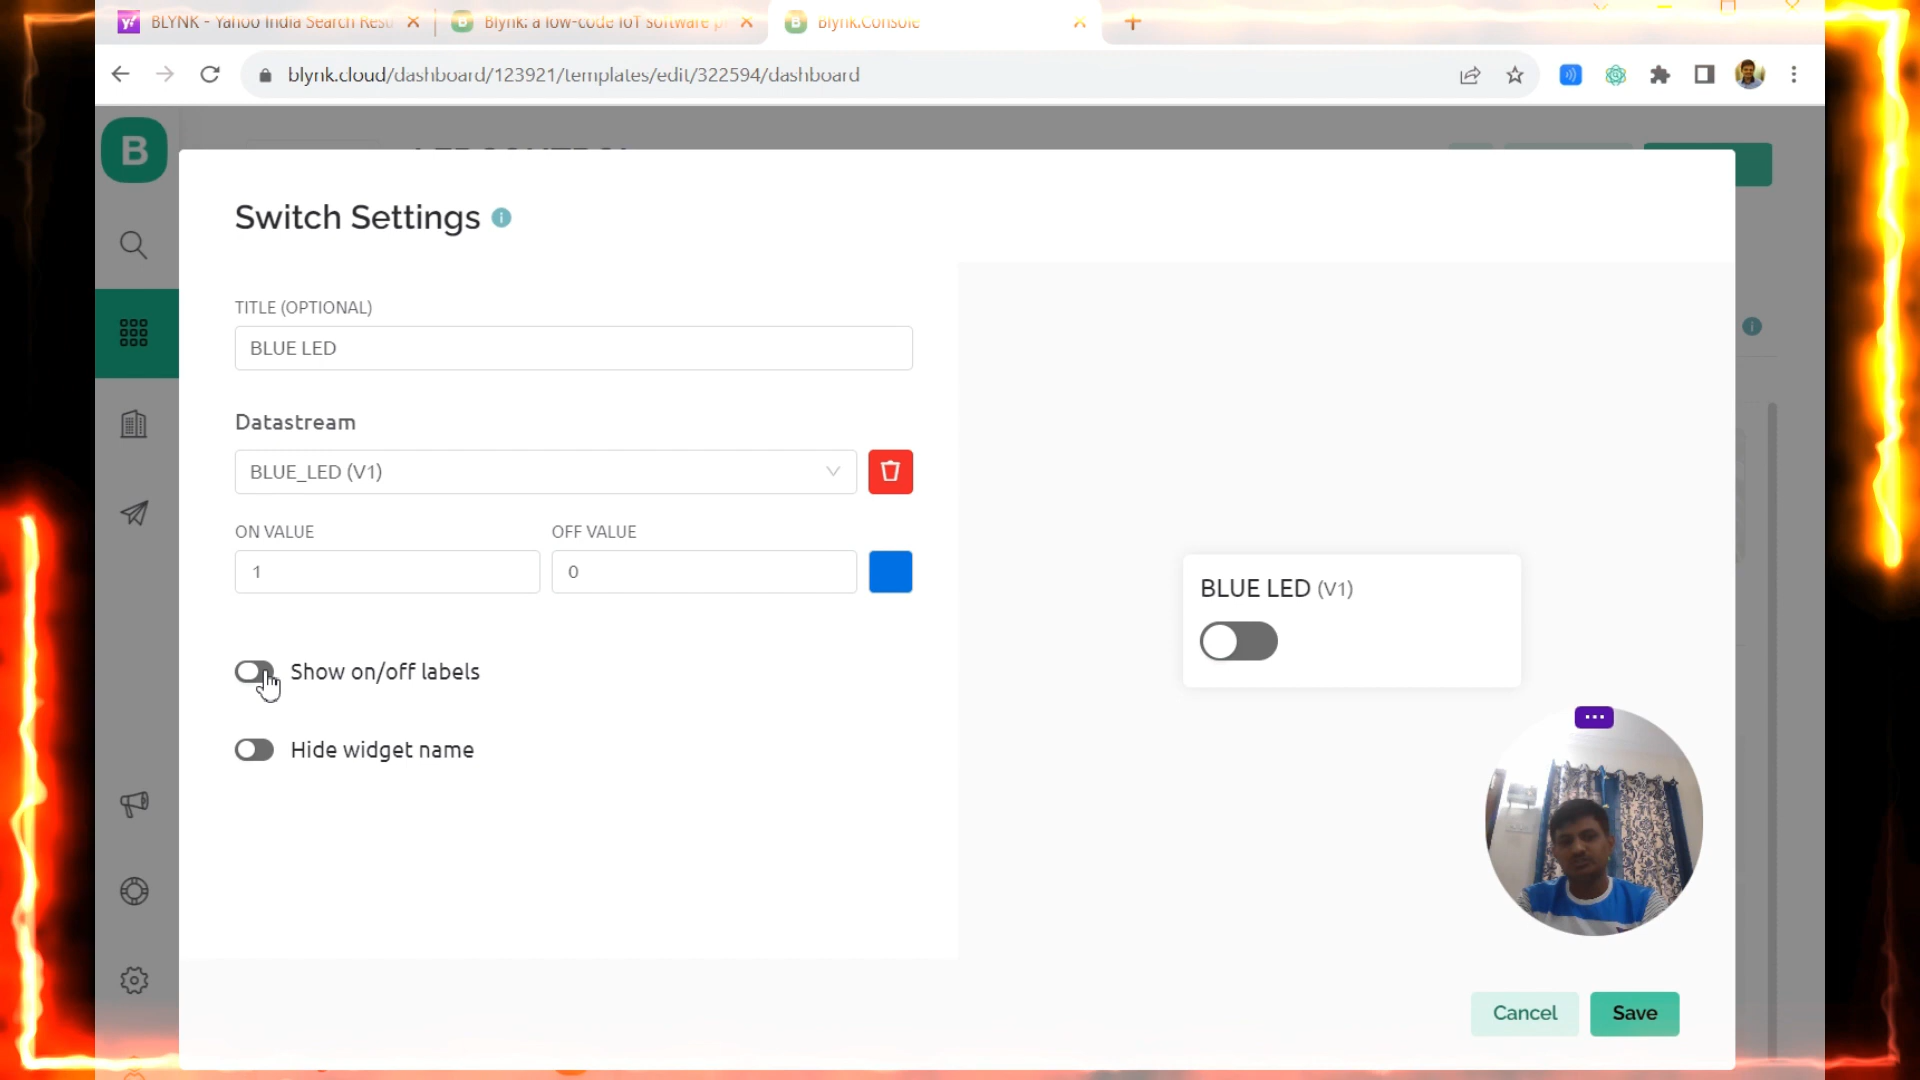 BLYNK - Yahoo India Search Resu
Blynk: a low-code IoT software p
Blynk.Console
blynk.cloud/dashboard/123921/templates/edit/322594/dashboard
B
Switch Settings
TITLE (OPTIONAL)
BLUE LED
Datastream
BLUE_LED (V1)
ON VALUE
OFF VALUE
1
0
BLUE LED (V1)
Show on/off labels
Hide widget name
Cancel
Save